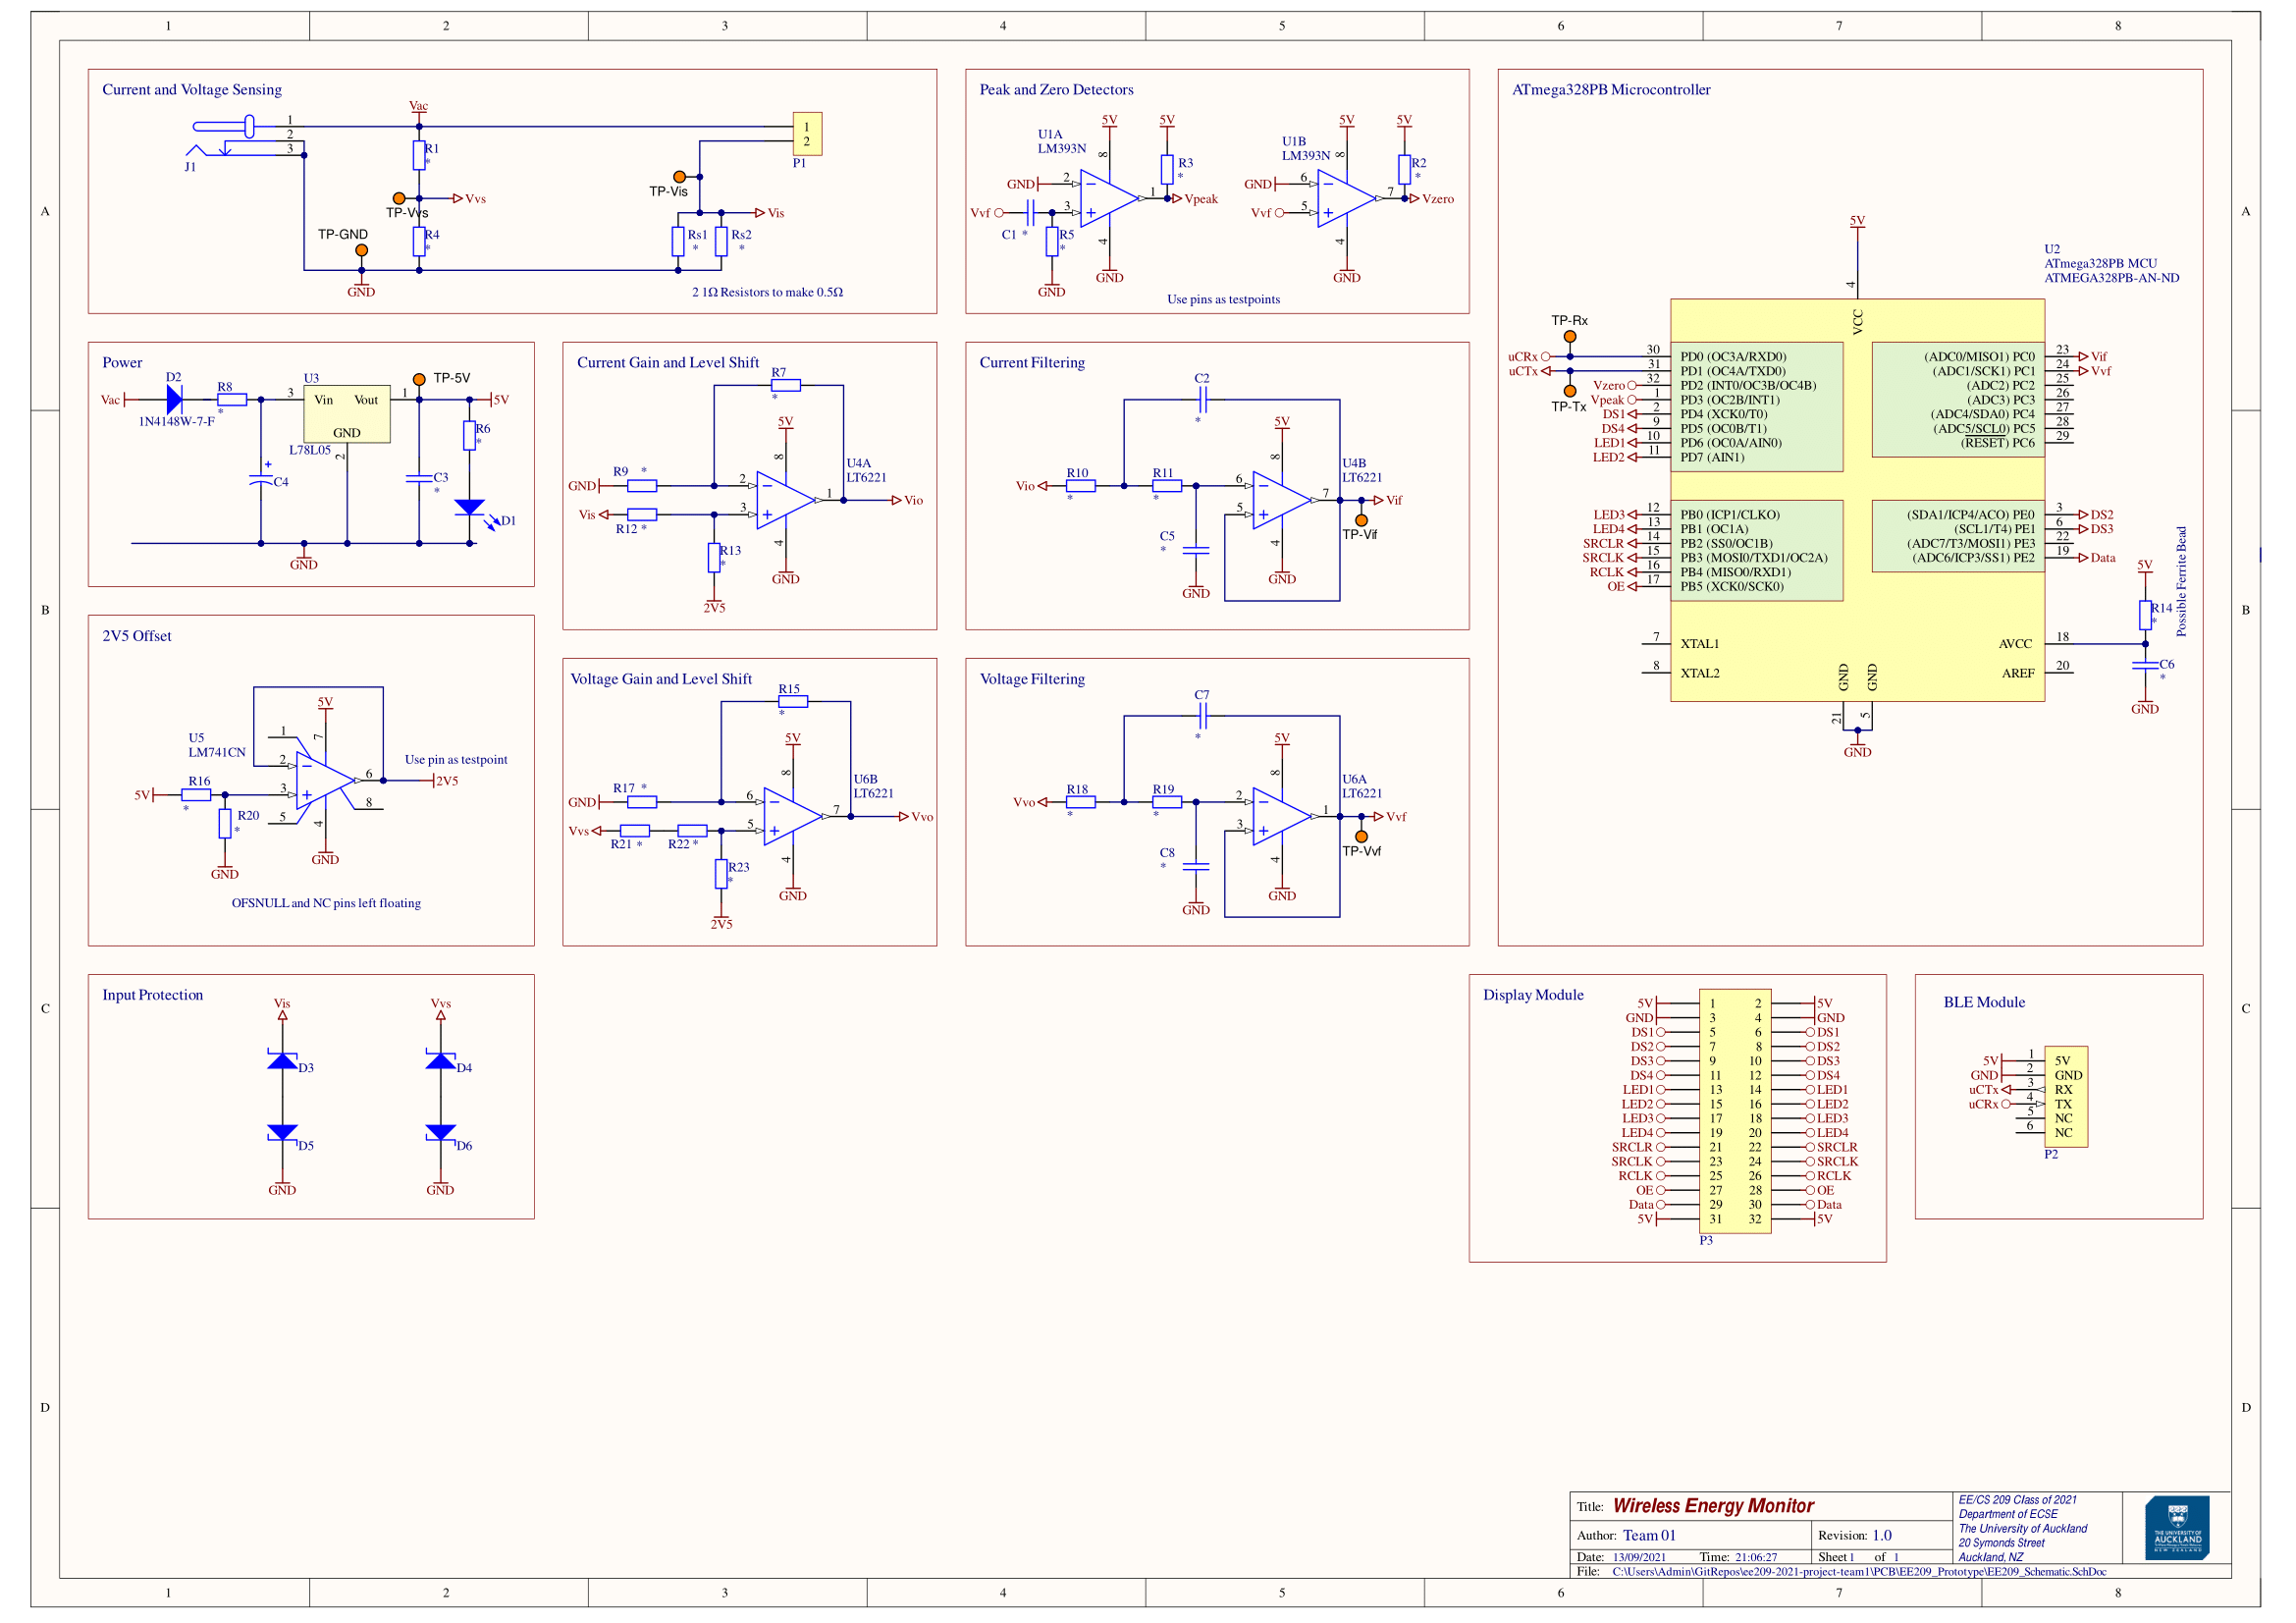 1 2 3 4 5 6 7 8
A
B
C
D
A
B
C
D
Current and Voltage Sensing
J1
1
2
3
Vac
R1
*
TP-Vvs
Vvs
TP-GND
R4
*
GND
TP-Vis
Vis
Rs1
*
Rs2
*
1
2
P1
2 1Ω Resistors to make 0.5Ω
Peak and Zero Detectors
U1A
LM393N
5V
8
5V
R3
*
GND
2
Vvf
3
C1 *
R5
*
1
Vpeak
4
GND
GND
U1B
LM393N
5V
8
5V
R2
*
GND
6
Vvf
5
7
Vzero
4
GND
Use pins as testpoints
Power
Vac
D2
1N4148W-7-F
R8
*
U3
3
Vin Vout
GND
1
2
L78L05
TP-5V
5V
R6
*
+
C4
C3
*
D1
GND
Current Gain and Level Shift
R7
*
5V
8
U4A
LT6221
GND
R9 *
2
Vis
R12 *
3
1
Vio
4
R13
*
GND
2V5
Current Filtering
C2
*
5V
8
U4B
LT6221
Vio
R10
*
R11
*
6
5
7
Vif
TP-Vif
4
C5
*
GND
GND
2V5 Offset
U5
LM741CN
5V
7
1
2
3
5
6
8
4
5V
R16
*
R20
*
GND
GND
Use pin as testpoint
2V5
OFSNULL and NC pins left floating
Voltage Gain and Level Shift
R15
*
5V
8
U6B
LT6221
GND
R17 *
6
Vvs
R21 *
R22 *
5
7
Vvo
4
R23
*
GND
2V5
Voltage Filtering
C7
*
5V
8
U6A
LT6221
Vvo
R18
*
R19
*
2
3
1
Vvf
TP-Vvf
4
C8
*
GND
GND
Input Protection
Vis
D3
D5
GND
Vvs
D4
D6
GND
ATmega328PB Microcontroller
U2
ATmega328PB MCU
ATMEGA328PB-AN-ND
5V
4
VCC
TP-Rx
TP-Tx
uCRx 30 PD0 (OC3A/RXD0)
uCTx 31 PD1 (OC4A/TXD0)
Vzero 32 PD2 (INT0/OC3B/OC4B)
Vpeak 1 PD3 (OC2B/INT1)
DS1 2 PD4 (XCK0/T0)
DS4 9 PD5 (OC0B/T1)
LED1 10 PD6 (OC0A/AIN0)
LED2 11 PD7 (AIN1)
LED3 12 PB0 (ICP1/CLKO)
LED4 13 PB1 (OC1A)
SRCLR 14 PB2 (SS0/OC1B)
SRCLK 15 PB3 (MOSI0/TXD1/OC2A)
RCLK 16 PB4 (MISO0/RXD1)
OE 17 PB5 (XCK0/SCK0)
7 XTAL1
8 XTAL2
(ADC0/MISO1) PC0 23 Vif
(ADC1/SCK1) PC1 24 Vvf
(ADC2) PC2 25
(ADC3) PC3 26
(ADC4/SDA0) PC4 27
(ADC5/SCL0) PC5 28
(RESET) PC6 29
(SDA1/ICP4/ACO) PE0 3 DS2
(SCL1/T4) PE1 6 DS3
(ADC7/T3/MOSI1) PE3 22
(ADC6/ICP3/SS1) PE2 19 Data
AVCC 18
AREF 20
GND
GND
21
5
GND
5V
R14
*
Possible Ferrite Bead
C6
*
GND
Display Module
5V 1 2 5V
GND 3 4 GND
DS1 5 6 DS1
DS2 7 8 DS2
DS3 9 10 DS3
DS4 11 12 DS4
LED1 13 14 LED1
LED2 15 16 LED2
LED3 17 18 LED3
LED4 19 20 LED4
SRCLR 21 22 SRCLR
SRCLK 23 24 SRCLK
RCLK 25 26 RCLK
OE 27 28 OE
Data 29 30 Data
5V 31 32 5V
P3
BLE Module
5V 1 5V
GND 2 GND
uCTx 3 RX
uCRx 4 TX
5 NC
6 NC
P2
Title: Wireless Energy Monitor
Author: Team 01
Revision: 1.0
Date: 13/09/2021 Time: 21:06:27 Sheet 1 of 1
File: C:\Users\Admin\GitRepos\ee209-2021-project-team1\PCB\EE209_Prototype\EE209_Schematic.SchDoc
EE/CS 209 Class of 2021
Department of ECSE
The University of Auckland
20 Symonds Street
Auckland, NZ
THE UNIVERSITY OF
AUCKLAND
NEW ZEALAND
1 2 3 4 5 6 7 8